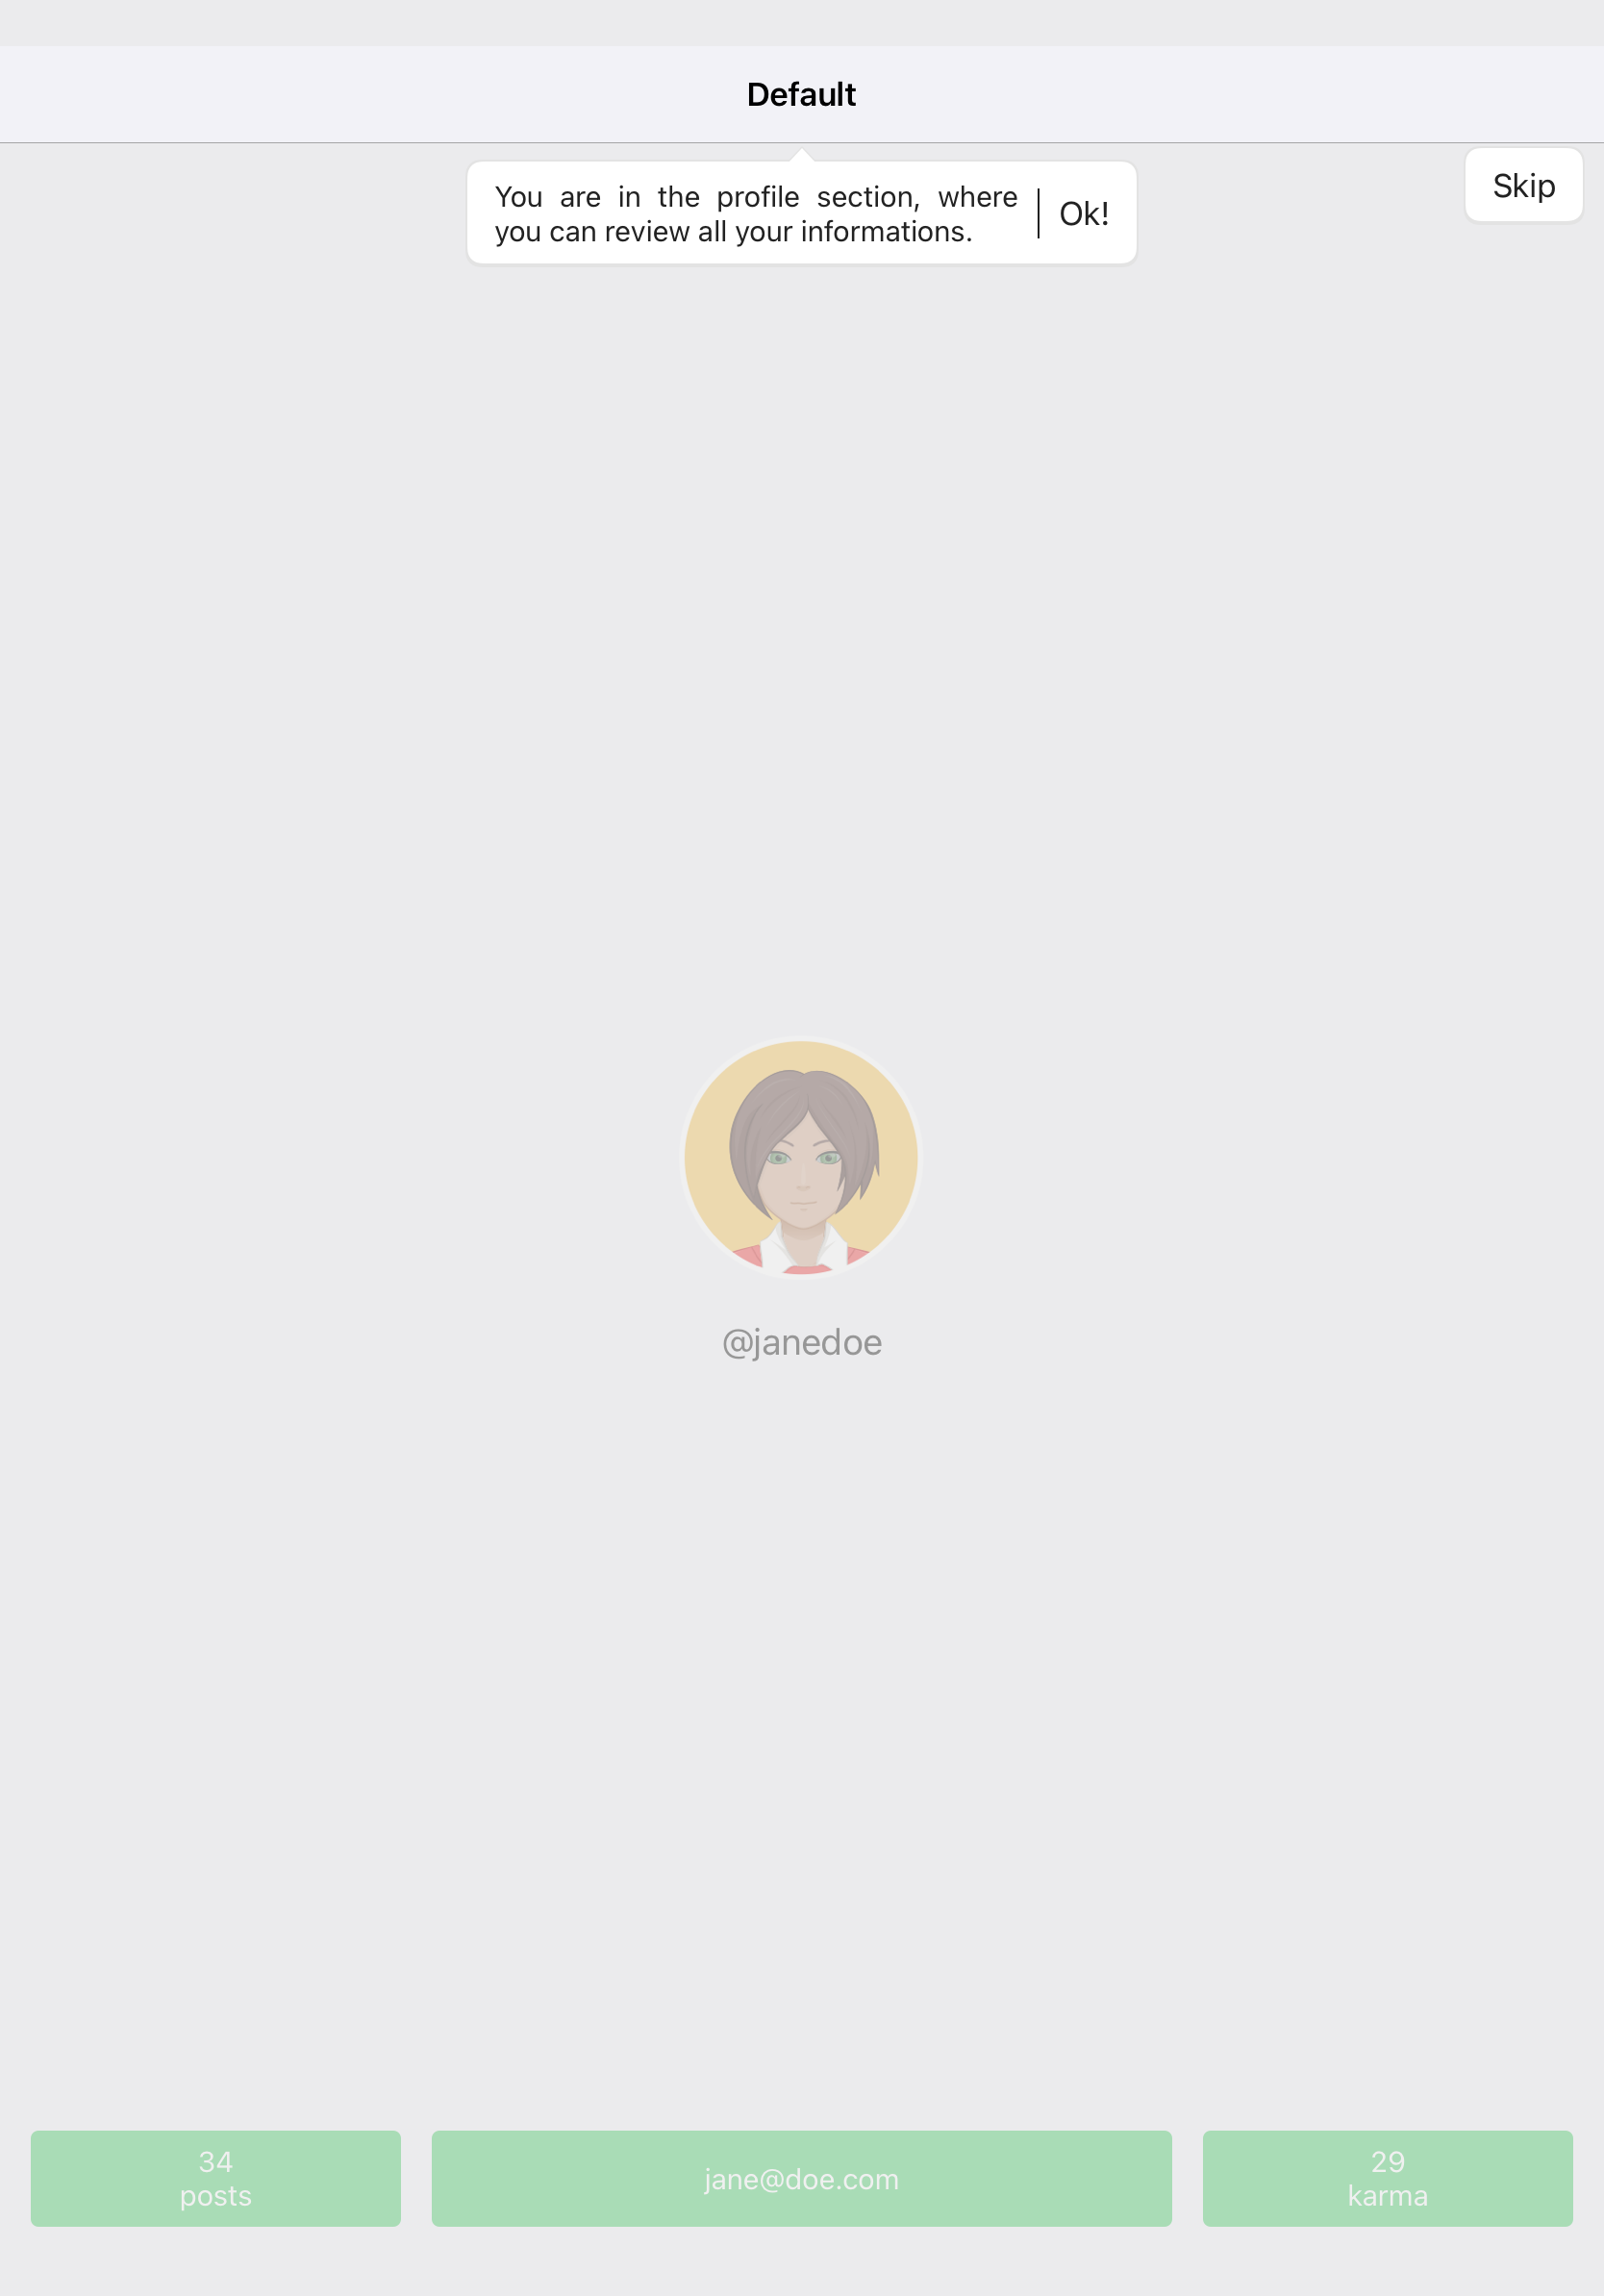 Default
You are in the profile section, where
you can review all your informations.
Ok!
Skip
@janedoe
34
posts
jane@doe.com
29
karma